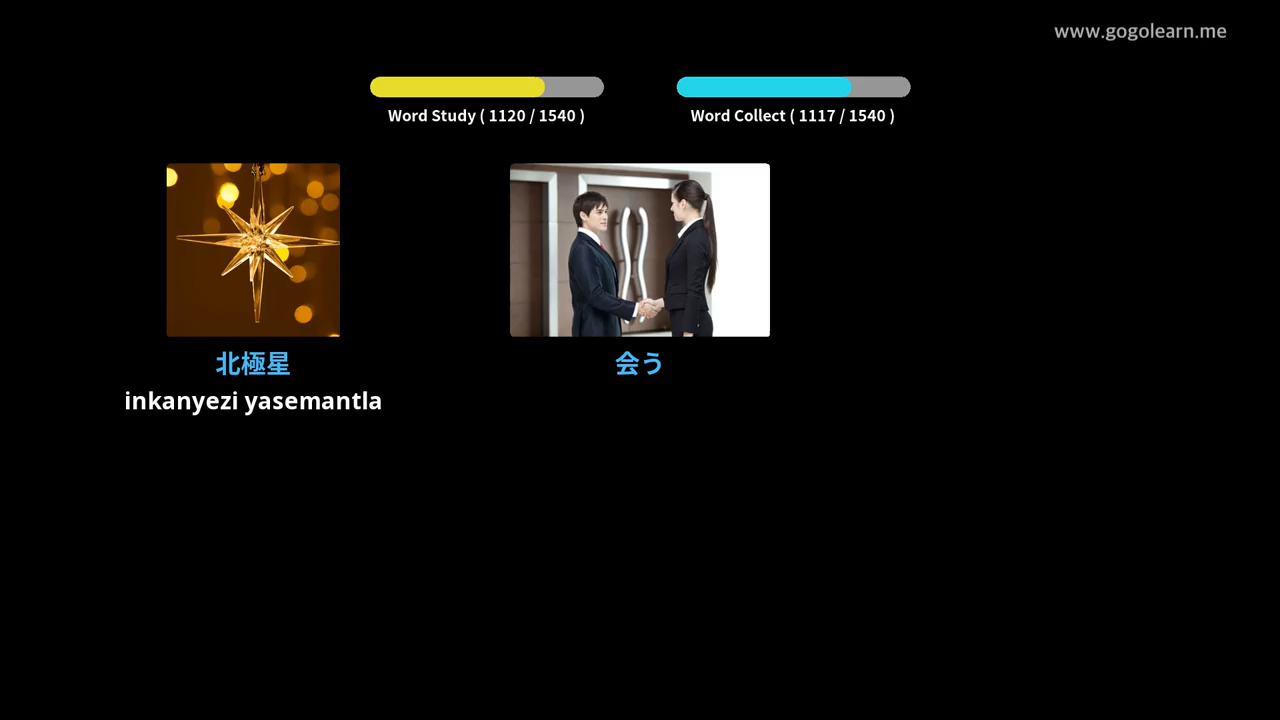 www.gogolearn.me
Word Study ( 1120 / 1540 )
Word Collect ( 1117 / 1540 )
北極星
inkanyezi yasemantla
会う